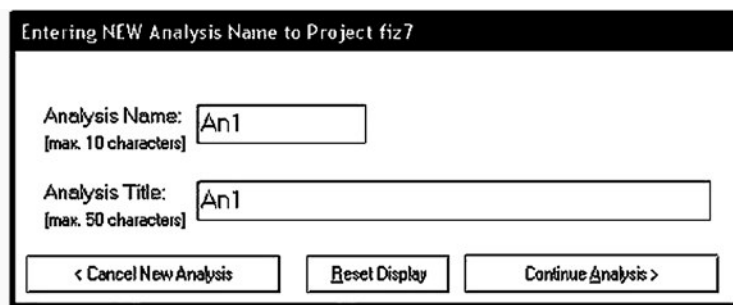 Entering NEW Analysis Name to Project fiz7
Analysis Name: An1
[max. 10 characters]
Analysis Title: An1
[max. 50 characters]
< Cancel New Analysis Reset Display Continue Analysis >